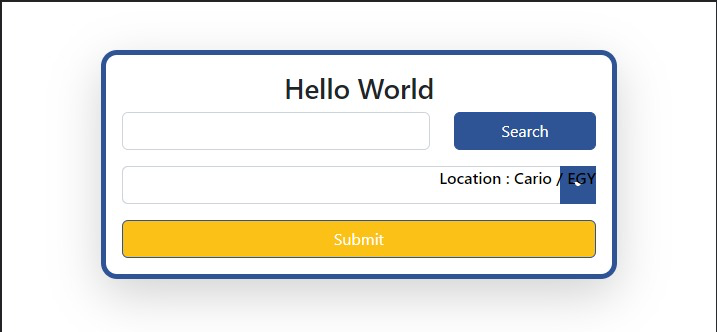 Hello World
Search
Location : Cario / EGY
Submit